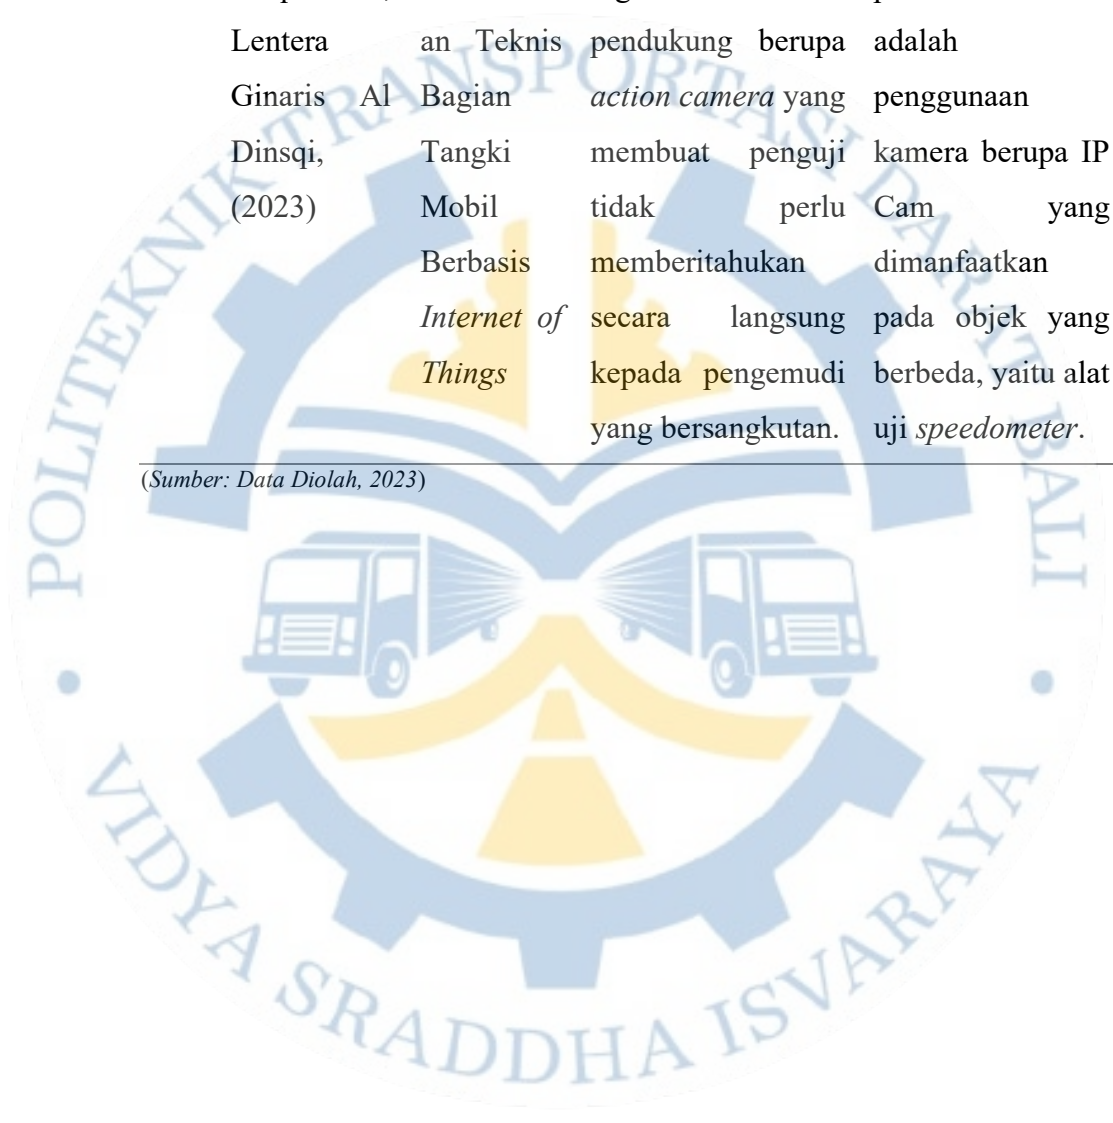 Lentera an Teknis pendukung berupa adalah
Ginaris Al Bagian action camera yang penggunaan
Dinsqi, Tangki membuat penguji kamera berupa IP
(2023) Mobil tidak perlu Cam yang
Berbasis memberitahukan dimanfaatkan
Internet of secara langsung pada objek yang
Things kepada pengemudi berbeda, yaitu alat
yang bersangkutan. uji speedometer.
(Sumber: Data Diolah, 2023)
POLITEKNIK TRANSPORTASI DARAT BALI
VIDYA SRADDHA ISVARAYA